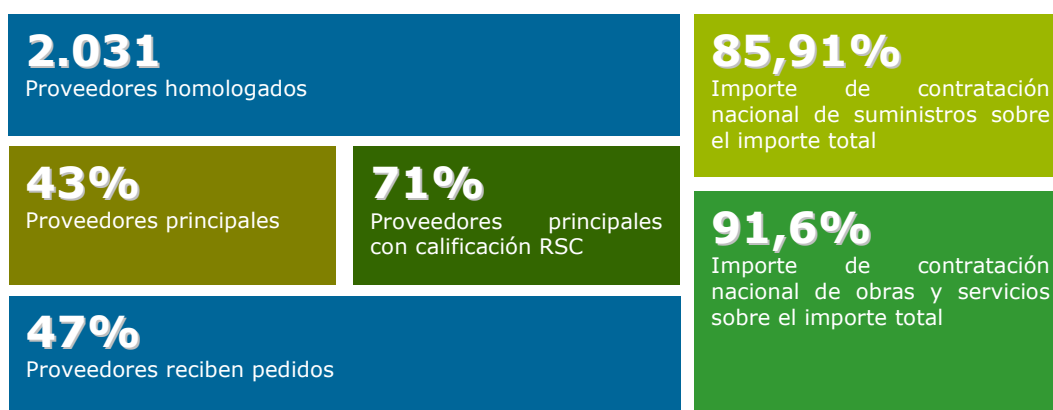 2.031
Proveedores homologados
43%
Proveedores principales
71%
Proveedores principales
con calificación RSC
47%
Proveedores reciben pedidos
85,91%
Importe de contratación
nacional de suministros sobre
el importe total
91,6%
Importe de contratación
nacional de obras y servicios
sobre el importe total